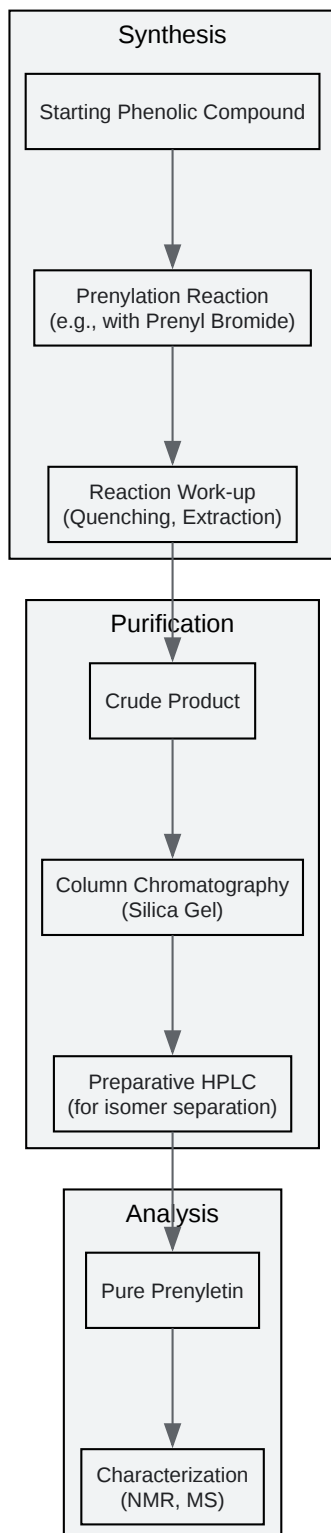 Synthesis
Starting Phenolic Compound
Prenylation Reaction
(e.g., with Prenyl Bromide)
Reaction Work-up
(Quenching, Extraction)
Purification
Crude Product
Column Chromatography
(Silica Gel)
Preparative HPLC
(for isomer separation)
Analysis
Pure Prenyletin
Characterization
(NMR, MS)